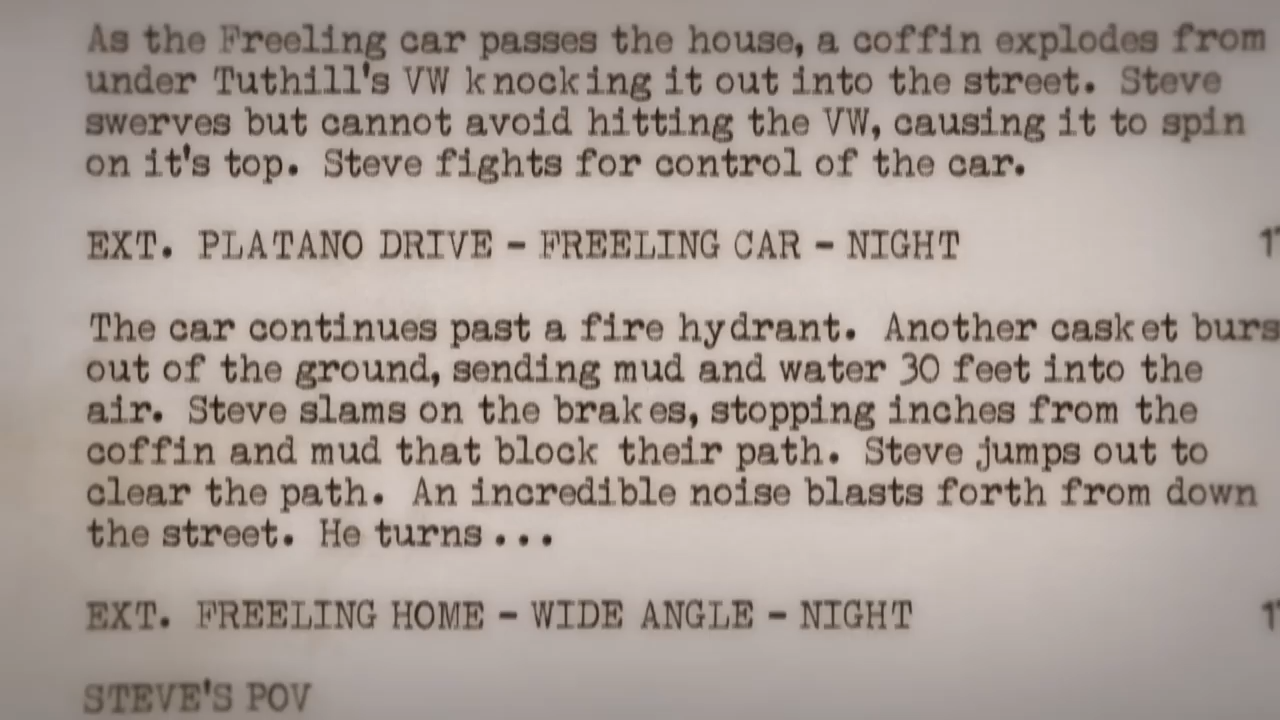 As the Freeling car passes the house, a coffin explodes from
under Tuthill's VW knocking it out into the street. Steve
swerves but cannot avoid hitting the VW, causing it to spin
on it's top. Steve fights for control of the car.
EXT. PLATANO DRIVE - FREELING CAR - NIGHT
The car continues past a fire hydrant. Another casket burs
out of the ground, sending mud and water 30 feet into the
air. Steve slams on the brakes, stopping inches from the
coffin and mud that block their path. Steve jumps out to
clear the path. An incredible noise blasts forth from down
the street. He turns...
EXT. FREELING HOME - WIDE ANGLE - NIGHT
STEVE'S POV